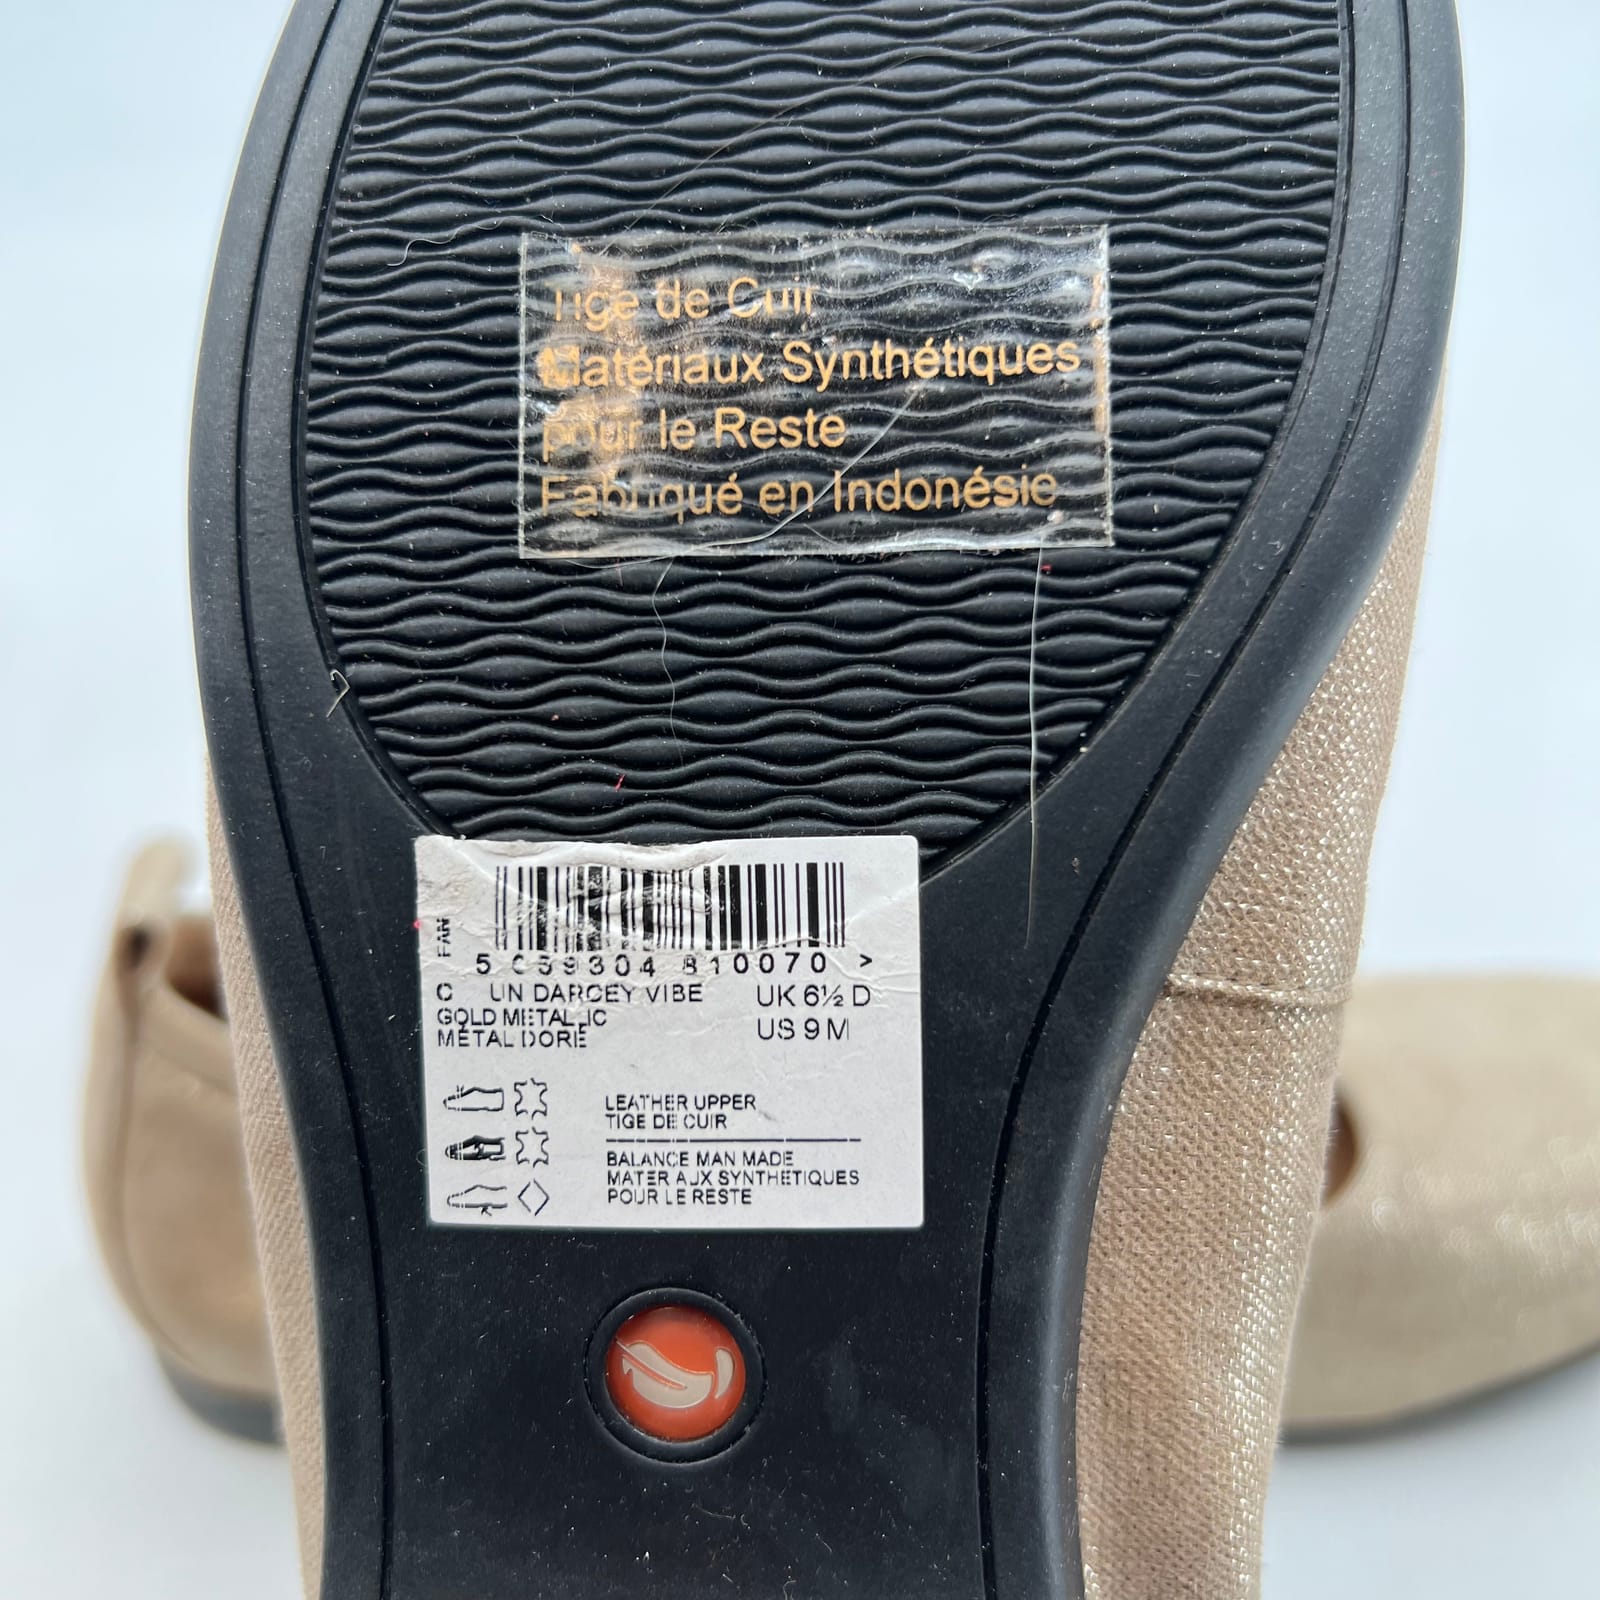 Tige de Cuir
Matériaux Synthétiques
pour le Reste
Fabriqué en Indonésie
EAN
5 059304 810070 >
C UN DARCEY VIBE UK 6½ D
GOLD METALLIC US 9 M
METAL DORE
LEATHER UPPER
TIGE DE CUIR
BALANCE MAN MADE
MATERIAUX SYNTHETIQUES
POUR LE RESTE